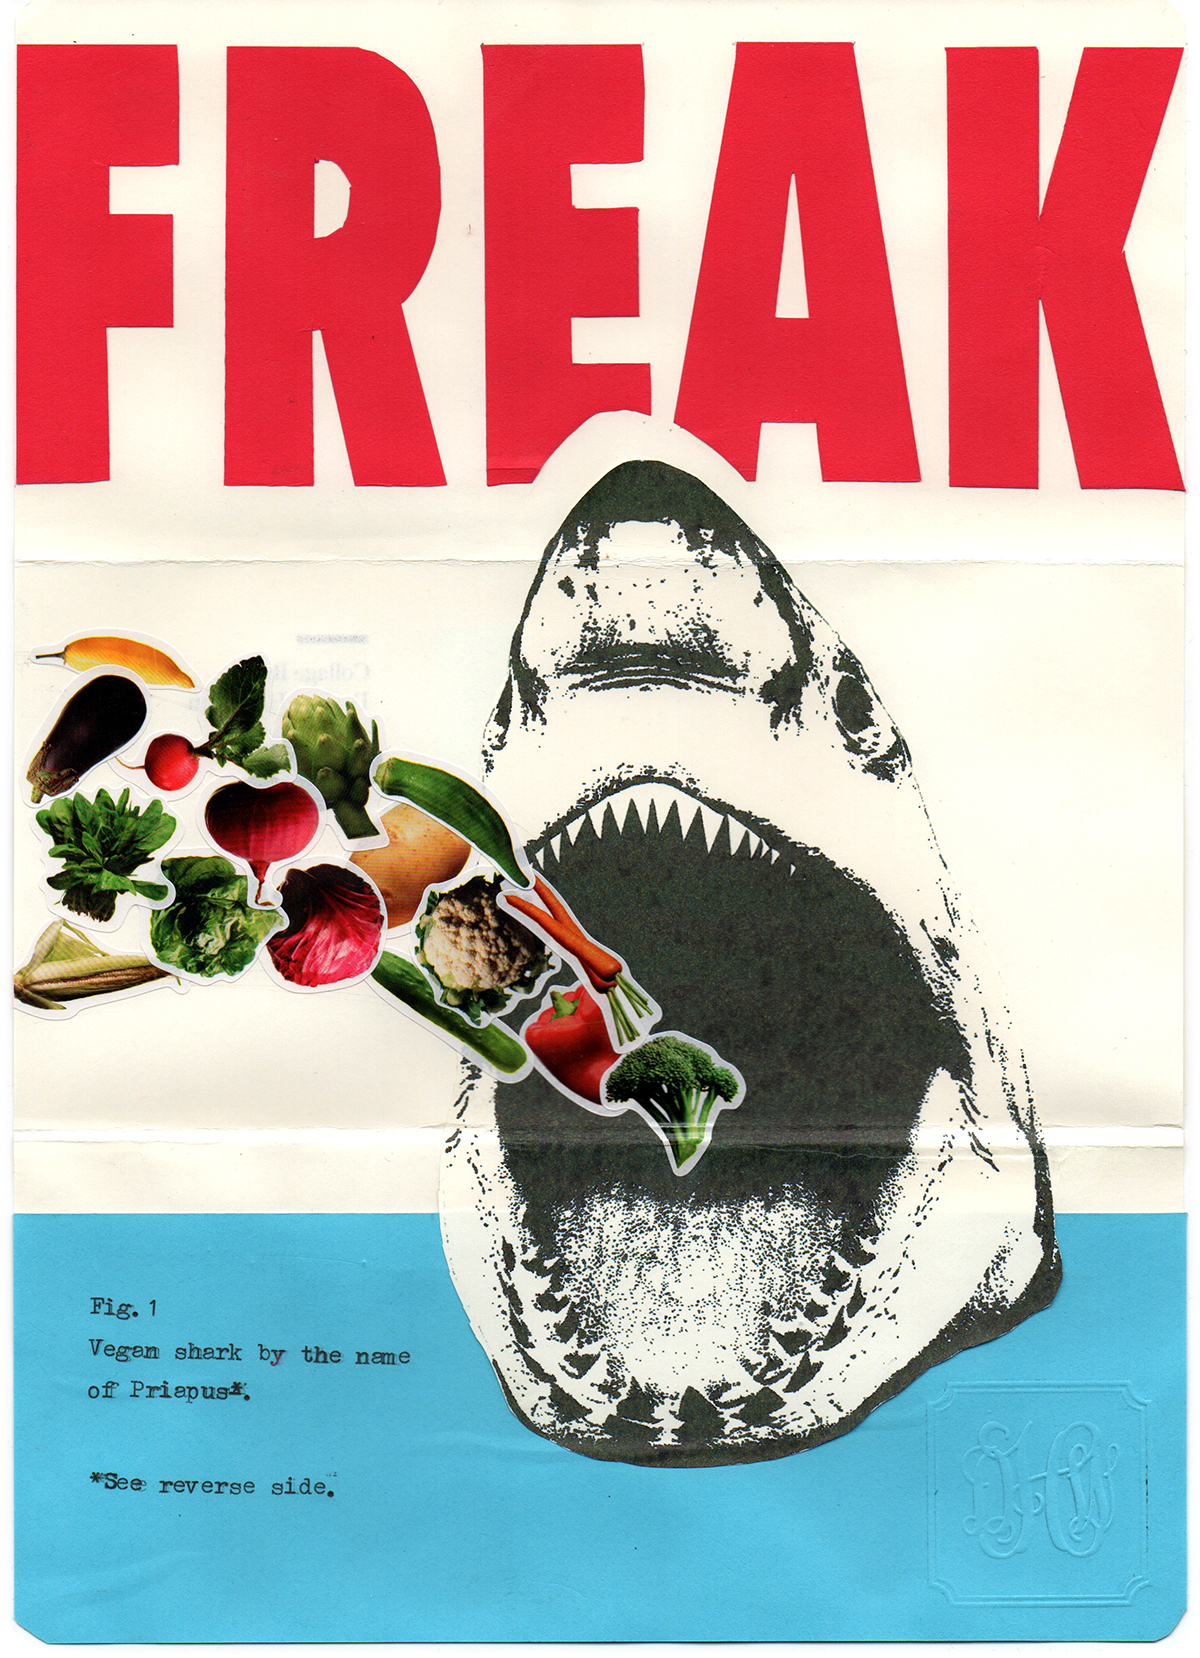 FREAK
Fig. 1
Vegan shark by the name
of Priapus*.
*See reverse side.